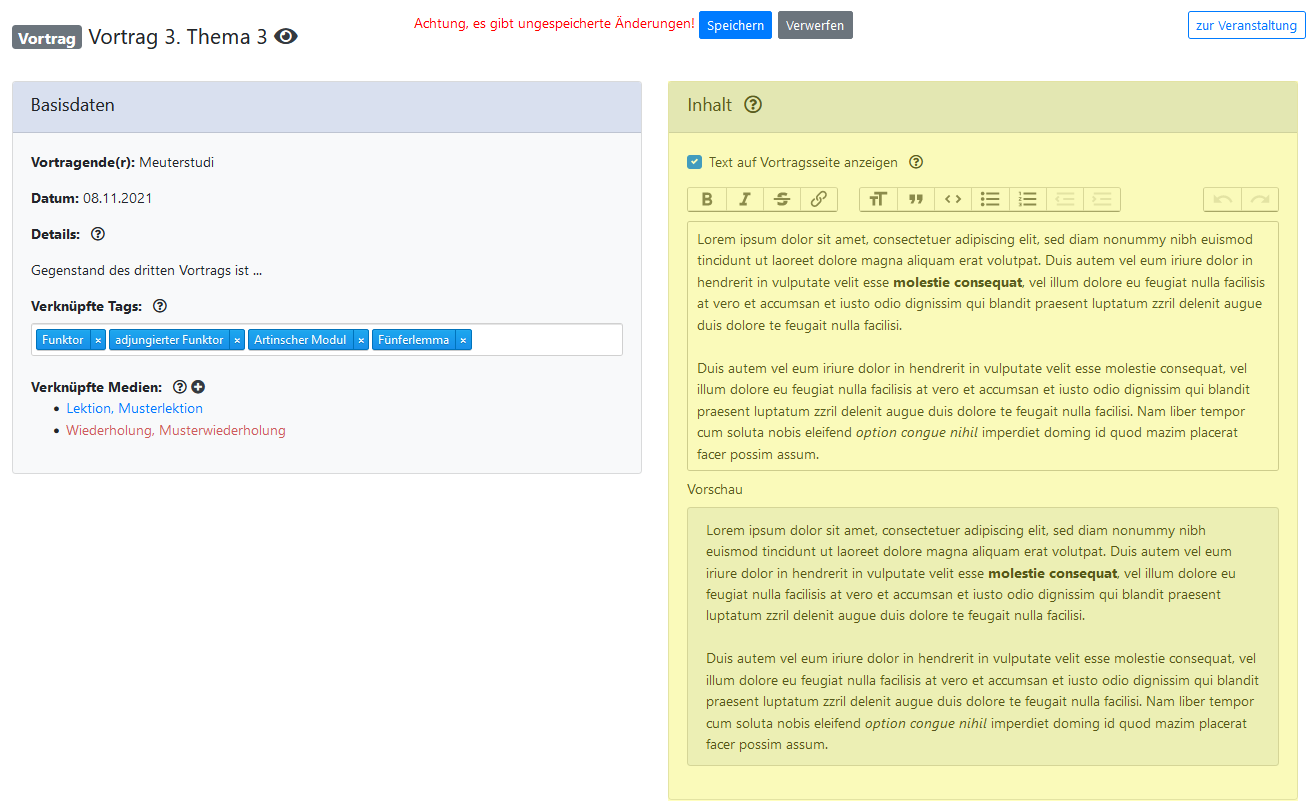 Vortrag Vortrag 3. Thema 3
Achtung, es gibt ungespeicherte Änderungen! Speichern Verwerfen
zur Veranstaltung
Basisdaten
Vortragende(r): Meuterstudi
Datum: 08.11.2021
Details:
Gegenstand des dritten Vortrags ist ...
Verknüpfte Tags:
Funktor × adjungierter Funktor × Artinscher Modul × Fünferlemma ×
Verknüpfte Medien:
• Lektion, Musterlektion
• Wiederholung, Musterwiederholung
Inhalt
Text auf Vortragsseite anzeigen
Lorem ipsum dolor sit amet, consectetuer adipiscing elit, sed diam nonummy nibh euismod
tincidunt ut laoreet dolore magna aliquam erat volutpat. Duis autem vel eum iriure dolor in
hendrerit in vulputate velit esse molestie consequat, vel illum dolore eu feugiat nulla facilisis
at vero et accumsan et iusto odio dignissim qui blandit praesent luptatum zzril delenit augue
duis dolore te feugait nulla facilisi.
Duis autem vel eum iriure dolor in hendrerit in vulputate velit esse molestie consequat, vel
illum dolore eu feugiat nulla facilisis at vero et accumsan et iusto odio dignissim qui blandit
praesent luptatum zzril delenit augue duis dolore te feugait nulla facilisi. Nam liber tempor
cum soluta nobis eleifend option congue nihil imperdiet doming id quod mazim placerat
facer possim assum.
Vorschau
Lorem ipsum dolor sit amet, consectetuer adipiscing elit, sed diam nonummy nibh
euismod tincidunt ut laoreet dolore magna aliquam erat volutpat. Duis autem vel eum
iriure dolor in hendrerit in vulputate velit esse molestie consequat, vel illum dolore eu
feugiat nulla facilisis at vero et accumsan et iusto odio dignissim qui blandit praesent
luptatum zzril delenit augue duis dolore te feugait nulla facilisi.
Duis autem vel eum iriure dolor in hendrerit in vulputate velit esse molestie consequat, vel
illum dolore eu feugiat nulla facilisis at vero et accumsan et iusto odio dignissim qui blandit
praesent luptatum zzril delenit augue duis dolore te feugait nulla facilisi. Nam liber tempor
cum soluta nobis eleifend option congue nihil imperdiet doming id quod mazim placerat
facer possim assum.